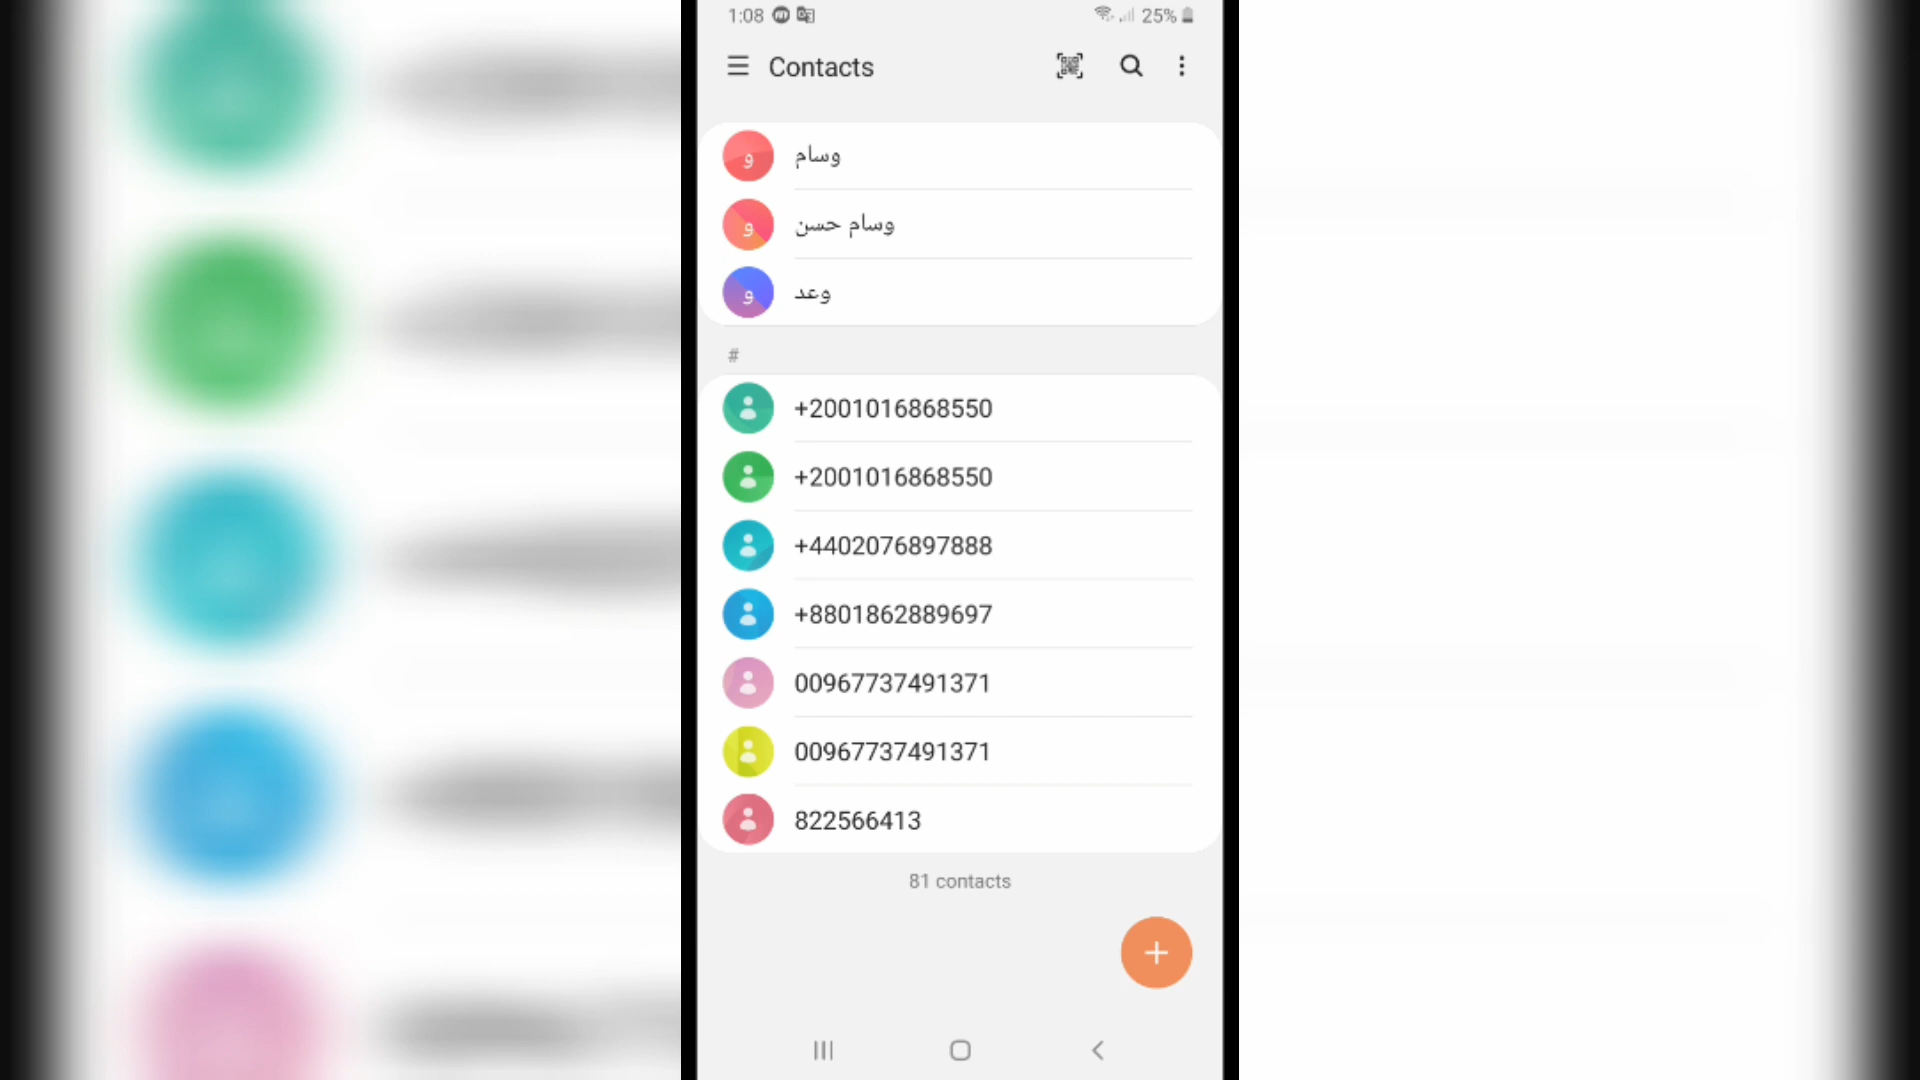 1:08
25%
Contacts
و وسام
و وسام حسن
و وعد
#
+2001016868550
+2001016868550
+4402076897888
+8801862889697
00967737491371
00967737491371
822566413
81 contacts